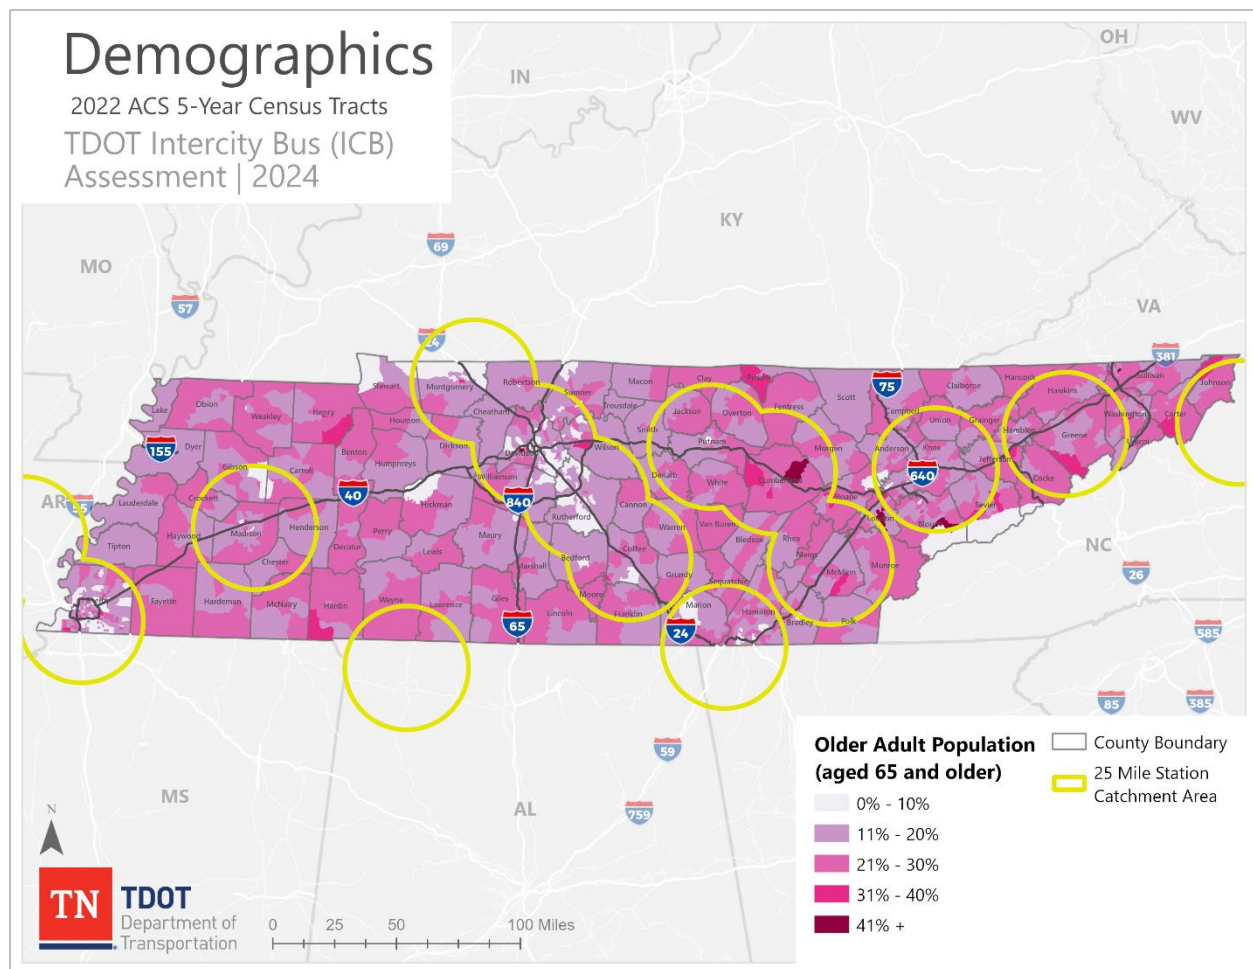 Demographics
2022 ACS 5-Year Census Tracts
TDOT Intercity Bus (ICB)
Assessment | 2024
OH
IN
WV
KY
MO
VA
AR
NC
MS
AL
69
57
24
75
381
155
55
40
840
640
65
24
26
585
85
385
59
759
Stewart
Montgomery
Robertson
Sumner
Macon
Clay
Pickett
Scott
Campbell
Claiborne
Hancock
Hawkins
Sullivan
Johnson
Lake
Obion
Weakley
Henry
Houston
Cheatham
Trousdale
Jackson
Overton
Fentress
Union
Grainger
Hamblen
Washington
Carter
Greene
Unicoi
Dyer
Gibson
Carroll
Benton
Humphreys
Dickson
Davidson
Wilson
Smith
Putnam
Morgan
Anderson
Knox
Jefferson
Cocke
Lauderdale
Crockett
Madison
Henderson
Hickman
Williamson
Rutherford
Cannon
DeKalb
White
Cumberland
Roane
Loudon
Blount
Sevier
Tipton
Haywood
Chester
Decatur
Perry
Lewis
Maury
Marshall
Bedford
Coffee
Warren
Van Buren
Bledsoe
Rhea
Meigs
McMinn
Monroe
Fayette
Hardeman
McNairy
Hardin
Wayne
Lawrence
Giles
Lincoln
Moore
Franklin
Grundy
Sequatchie
Marion
Hamilton
Bradley
Polk
Older Adult Population
(aged 65 and older)
0% - 10%
11% - 20%
21% - 30%
31% - 40%
41% +
County Boundary
25 Mile Station
Catchment Area
N
TN
TDOT
Department of
Transportation
0 25 50 100 Miles